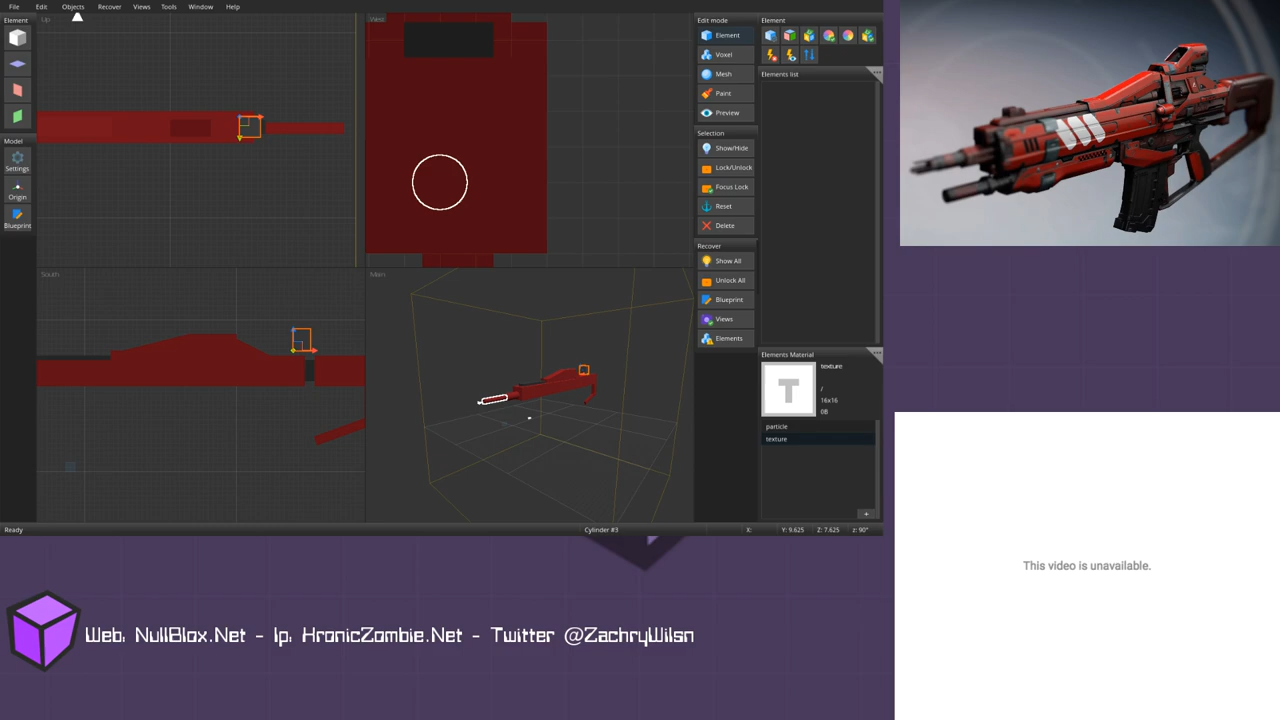 File Edit Objects Recover Views Tools Window Help
Element
Up
West
Edit mode
Element
Element
Voxel
Mesh
Elements list
Paint
Preview
Selection
Show/Hide
Model
Lock/Unlock
Settings
Focus Lock
Origin
Reset
Blueprint
Delete
Recover
Show All
South
Main
Unlock All
Blueprint
Views
Elements
Elements Material
texture
/
T
16x16
0B
particle
texture
+
Ready
Cylinder #3
X:
Y: 9.625
Z: 7.625
z: 90°
This video is unavailable.
Web: NullBlox.Net - Ip: HronicZombie.Net - Twitter @ZachryWilsn